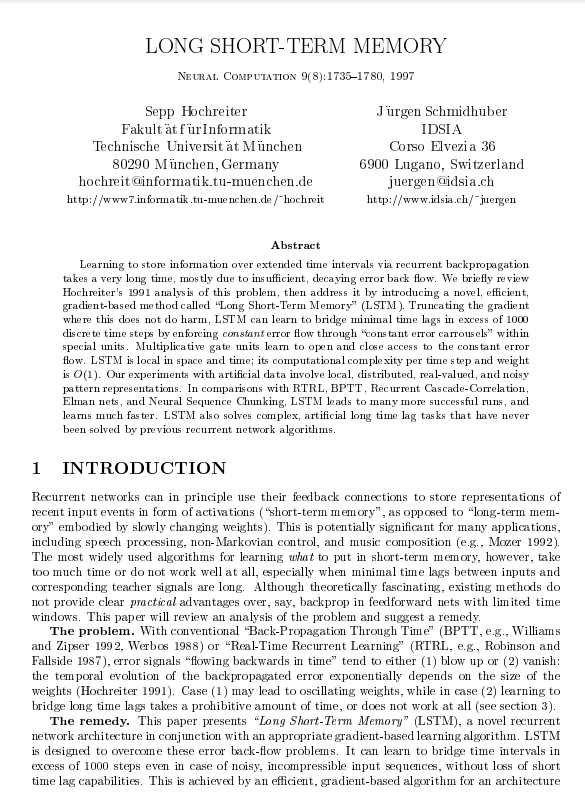 LONG SHORT-TERM MEMORY
Neural Computation 9(8):1735–1780, 1997
Sepp Hochreiter
Fakultät für Informatik
Technische Universität München
80290 München, Germany
hochreit@informatik.tu-muenchen.de
http://www7.informatik.tu-muenchen.de/~hochreit
Jürgen Schmidhuber
IDSIA
Corso Elvezia 36
6900 Lugano, Switzerland
juergen@idsia.ch
http://www.idsia.ch/~juergen
Abstract
Learning to store information over extended time intervals via recurrent backpropagation
takes a very long time, mostly due to insufficient, decaying error back flow. We briefly review
Hochreiter's 1991 analysis of this problem, then address it by introducing a novel, efficient,
gradient-based method called “Long Short-Term Memory” (LSTM). Truncating the gradient
where this does not do harm, LSTM can learn to bridge minimal time lags in excess of 1000
discrete time steps by enforcing constant error flow through “constant error carrousels” within
special units. Multiplicative gate units learn to open and close access to the constant error
flow. LSTM is local in space and time; its computational complexity per time step and weight
is O(1). Our experiments with artificial data involve local, distributed, real-valued, and noisy
pattern representations. In comparisons with RTRL, BPTT, Recurrent Cascade-Correlation,
Elman nets, and Neural Sequence Chunking, LSTM leads to many more successful runs, and
learns much faster. LSTM also solves complex, artificial long time lag tasks that have never
been solved by previous recurrent network algorithms.
1 INTRODUCTION
Recurrent networks can in principle use their feedback connections to store representations of
recent input events in form of activations (“short-term memory”, as opposed to “long-term mem-
ory” embodied by slowly changing weights). This is potentially significant for many applications,
including speech processing, non-Markovian control, and music composition (e.g., Mozer 1992).
The most widely used algorithms for learning what to put in short-term memory, however, take
too much time or do not work well at all, especially when minimal time lags between inputs and
corresponding teacher signals are long. Although theoretically fascinating, existing methods do
not provide clear practical advantages over, say, backprop in feedforward nets with limited time
windows. This paper will review an analysis of the problem and suggest a remedy.
The problem. With conventional “Back-Propagation Through Time” (BPTT, e.g., Williams
and Zipser 1992, Werbos 1988) or “Real-Time Recurrent Learning” (RTRL, e.g., Robinson and
Fallside 1987), error signals “flowing backwards in time” tend to either (1) blow up or (2) vanish:
the temporal evolution of the backpropagated error exponentially depends on the size of the
weights (Hochreiter 1991). Case (1) may lead to oscillating weights, while in case (2) learning to
bridge long time lags takes a prohibitive amount of time, or does not work at all (see section 3).
The remedy. This paper presents “Long Short-Term Memory” (LSTM), a novel recurrent
network architecture in conjunction with an appropriate gradient-based learning algorithm. LSTM
is designed to overcome these error back-flow problems. It can learn to bridge time intervals in
excess of 1000 steps even in case of noisy, incompressible input sequences, without loss of short
time lag capabilities. This is achieved by an efficient, gradient-based algorithm for an architecture